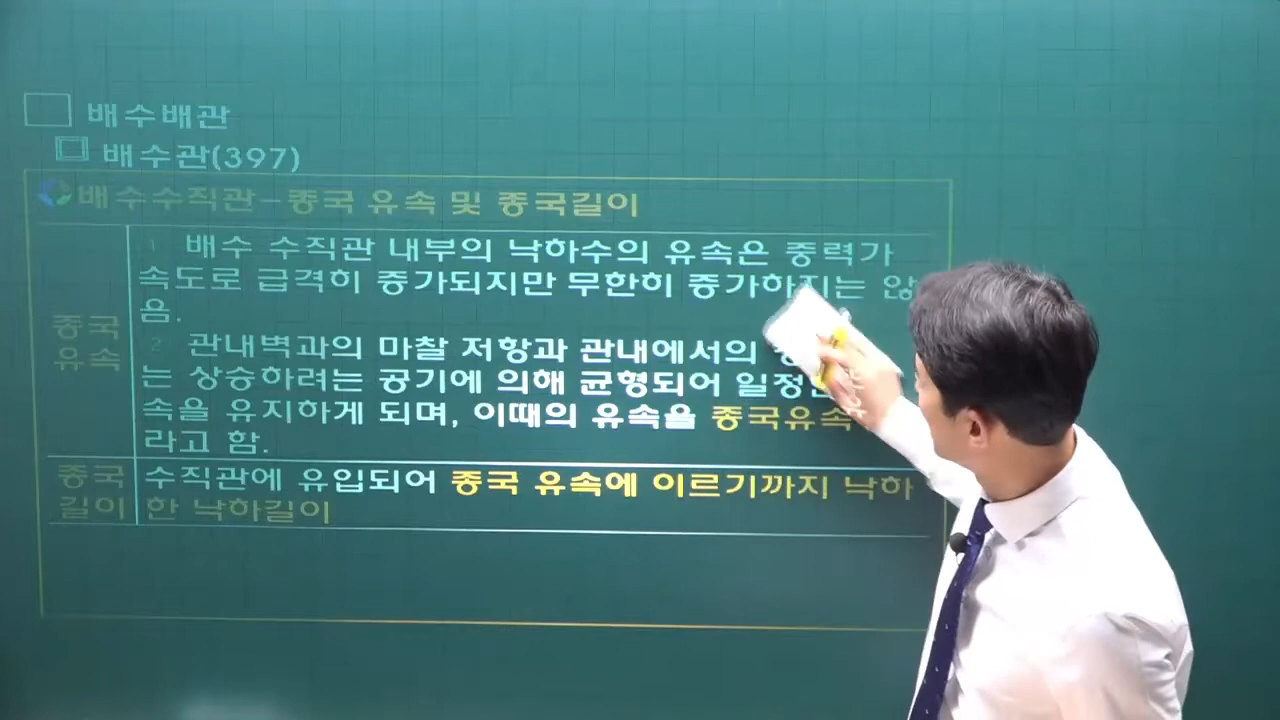 배수배관
배수관(397)
배수수직관-종국 유속 및 종국길이
종국
유속
1 배수 수직관 내부의 낙하수의 유속은 중력가
속도로 급격히 증가되지만 무한히 증가하지는 않
음.
2 관내벽과의 마찰 저항과 관내에서의
는 상승하려는 공기에 의해 균형되어
속을 유지하게 되며, 이때의 유속을 종국유속
라고 함.
종국
길이
수직관에 유입되어 종국 유속에 이르기까지 낙하
한 낙하길이